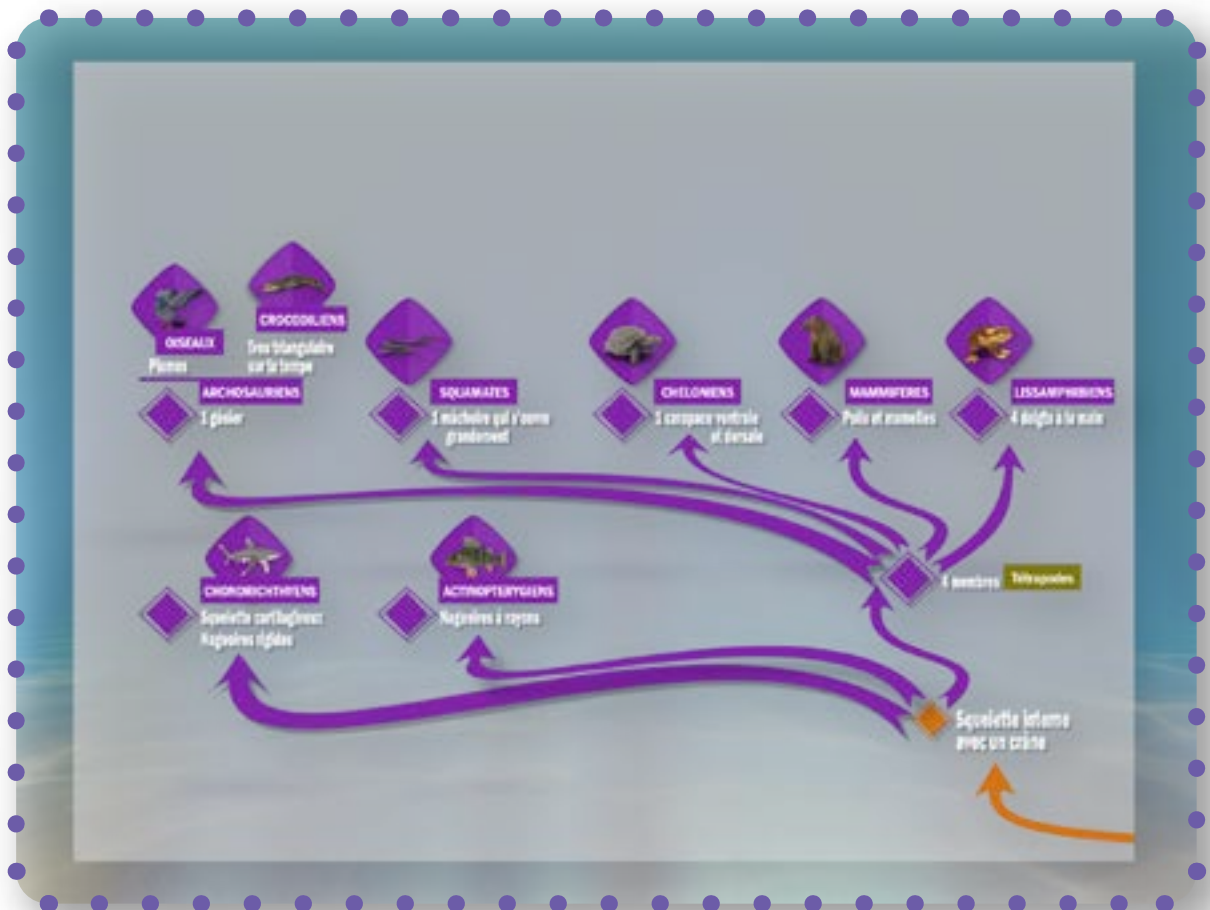 OISEAUX
Plumes
CROCODILIENS
triangulaire
sur la tempe
ARCHOSAURIENS
1 gésier
SQUAMATES
1 mâchoire qui s'ouvre
grandement
CHELONIENS
1 carapace ventrale
et dorsale
MAMMIFERES
Poils et mamelles
LISSAMPHIBIENS
4 doigts à la main
CHONDRICHTHYENS
Squelette cartilagineux
Nageoires rigides
ACTINOPTERYGIENS
Nageoires à rayons
4 membres
Tétrapodes
Squelette interne
avec un crâne